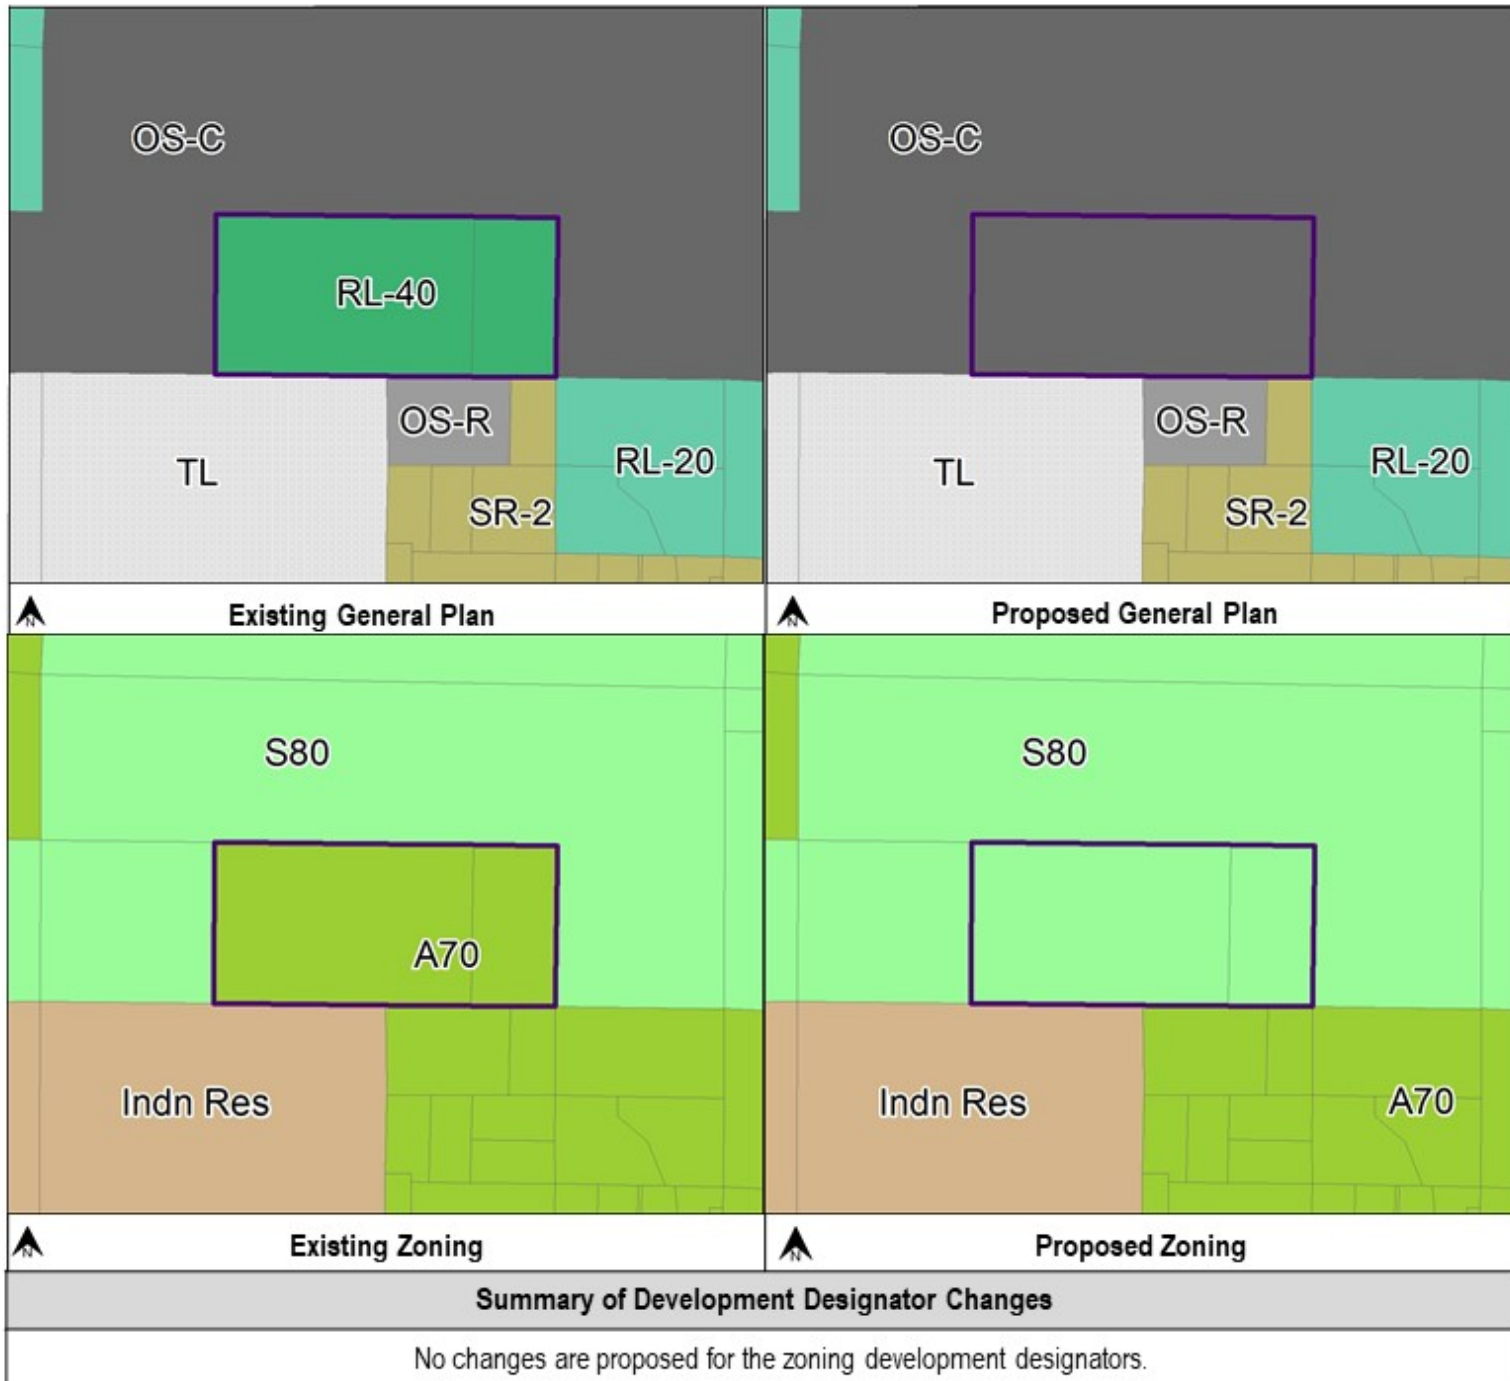 OS-C
RL-40
OS-R
TL
RL-20
SR-2
N
Existing General Plan
OS-C
OS-R
TL
RL-20
SR-2
N
Proposed General Plan
S80
A70
Indn Res
N
Existing Zoning
S80
Indn Res
A70
N
Proposed Zoning
Summary of Development Designator Changes
No changes are proposed for the zoning development designators.